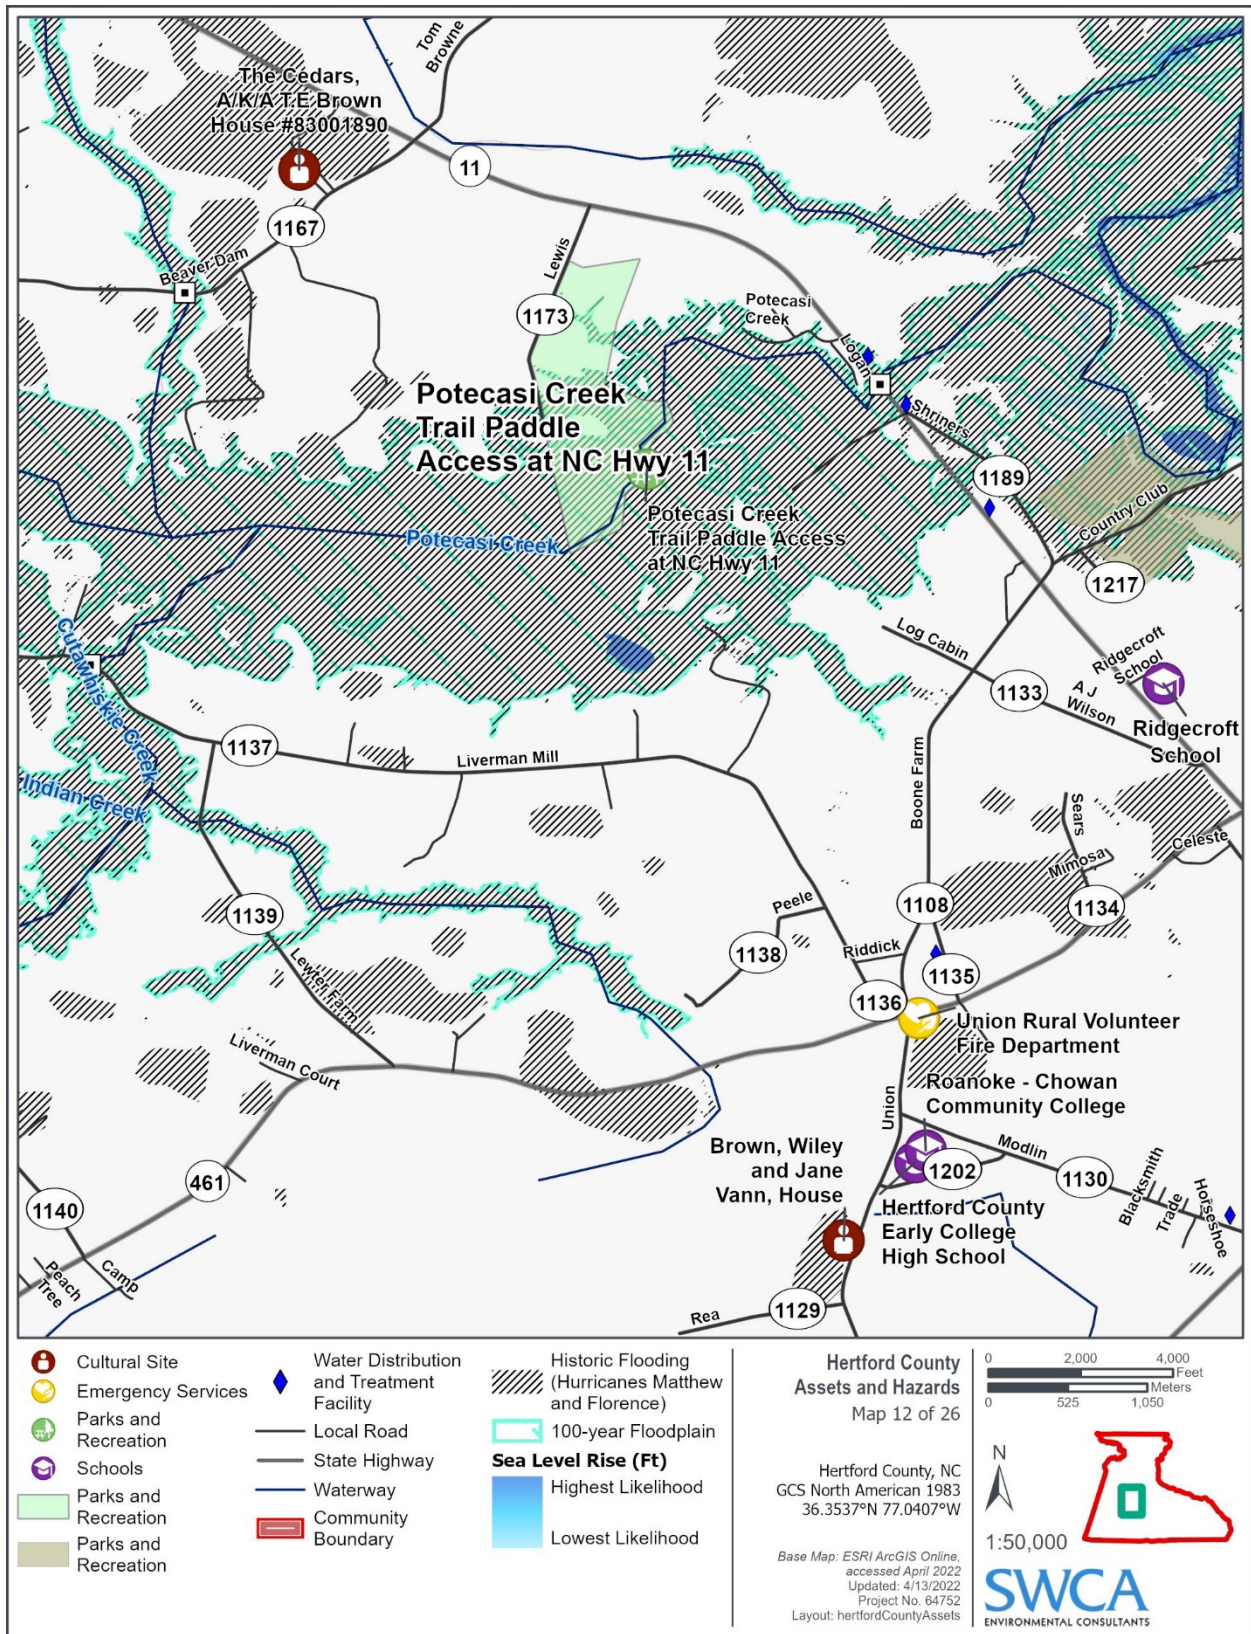 Tom
Browne
The Cedars,
A/K/A T.E Brown
House #83001890
11
1167
Beaver Dam
Lewis
1173
Potecasi
Creek
Logan
Shriners
1189
Country Club
1217
Potecasi Creek
Trail Paddle
Access at NC Hwy 11
Potecasi Creek
Trail Paddle Access
at NC Hwy 11
Potecasi Creek
Cutawhiskie Creek
Indian Creek
Log Cabin
1133
A J
Wilson
Ridgecroft
School
Ridgecroft
School
1137
Liverman Mill
Boone Farm
Sears
Mimosa
Celeste
1134
1139
Lewer Farm
Peele
1138
Riddick
1108
1135
1136
Union Rural Volunteer
Fire Department
Liverman Court
Roanoke - Chowan
Community College
Union
Modlin
Brown, Wiley
and Jane
Vann, House
1202
1130
Blacksmith
Trade
Horseshoe
Hertford County
Early College
High School
461
1140
Peach
Tree
Camp
Rea
1129
Cultural Site
Emergency Services
Parks and
Recreation
Schools
Parks and
Recreation
Parks and
Recreation
Water Distribution
and Treatment
Facility
Local Road
State Highway
Waterway
Community
Boundary
Historic Flooding
(Hurricanes Matthew
and Florence)
100-year Floodplain
Sea Level Rise (Ft)
Highest Likelihood
Lowest Likelihood
Hertford County
Assets and Hazards
Map 12 of 26
Hertford County, NC
GCS North American 1983
36.3537°N 77.0407°W
Base Map: ESRI ArcGIS Online,
accessed April 2022
Updated: 4/13/2022
Project No. 64752
Layout: hertfordCountyAssets
0 2,000 4,000
Feet
Meters
0 525 1,050
N
1:50,000
SWCA
ENVIRONMENTAL CONSULTANTS